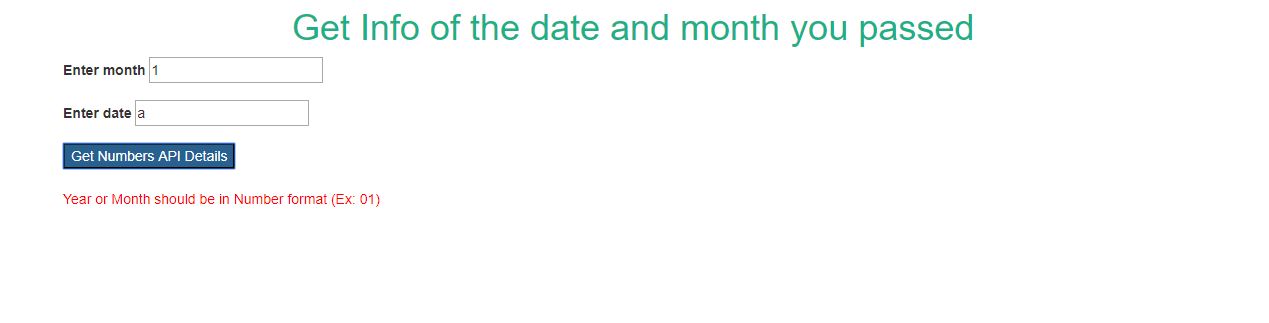 Get Info of the date and month you passed
Enter month 1
Enter date a
Get Numbers API Details
Year or Month should be in Number format (Ex: 01)